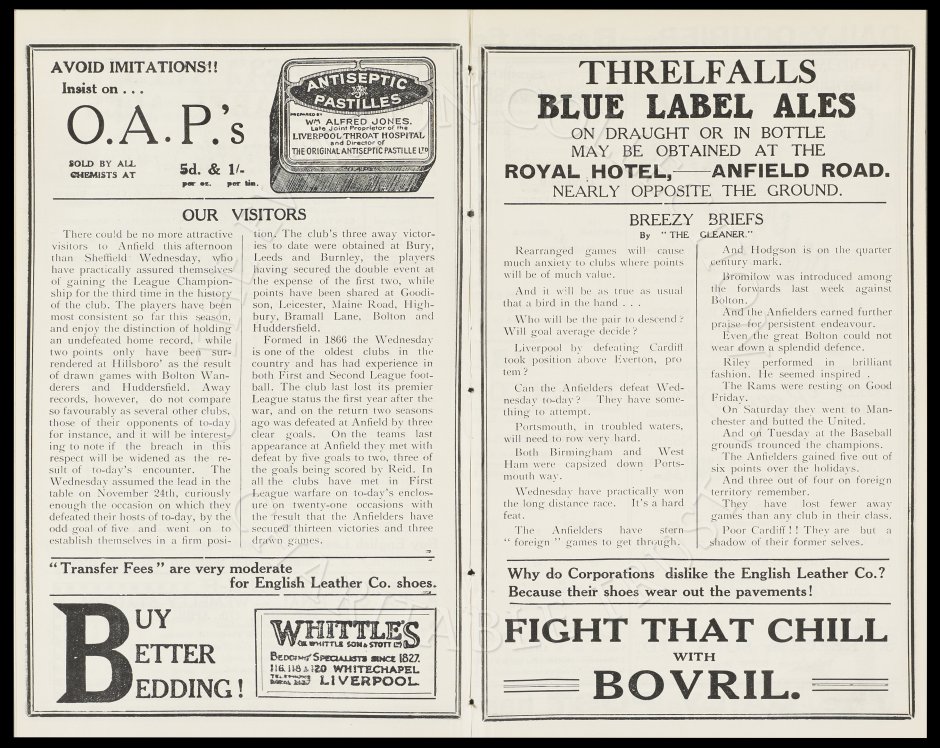 AVOID IMITATIONS!!
Insist on . . .
O.A.P.'s
SOLD BY ALL
CHEMISTS AT
5d. & 1/-
per oz. per tin.
ANTISEPTIC
PASTILLES
PREPARED BY
WM ALFRED JONES.
Late Joint Proprietor of the
LIVERPOOL THROAT HOSPITAL
and Director of
THE ORIGINAL ANTISEPTIC PASTILLE LTD
OUR VISITORS
There could be no more attractive
visitors to Anfield this afternoon
than Sheffield Wednesday, who
have practically assured themselves
of gaining the League Champion-
ship for the third time in the history
of the club. The players have been
most consistent so far this season,
and enjoy the distinction of holding
an undefeated home record, while
two points only have been sur-
rendered at Hillsboro' as the result
of drawn games with Bolton Wan-
derers and Huddersfield. Away
records, however, do not compare
so favourably as several other clubs,
those of their opponents of to-day
for instance, and it will be interest-
ing to note if the breach in this
respect will be widened as the re-
sult of to-day's encounter. The
Wednesday assumed the lead in the
table on November 24th, curiously
enough the occasion on which they
defeated their hosts of to-day, by the
odd goal of five and went on to
establish themselves in a firm posi-
tion. The club's three away victor-
ies to date were obtained at Bury,
Leeds and Burnley, the players
having secured the double event at
the expense of the first two, while
points have been shared at Goodi-
son, Leicester, Maine Road, High-
bury, Bramall Lane, Bolton and
Huddersfield.
Formed in 1866 the Wednesday
is one of the oldest clubs in the
country and has had experience in
both First and Second League foot-
ball. The club last lost its premier
League status the first year after the
war, and on the return two seasons
ago was defeated at Anfield by three
clear goals. On the teams last
appearance at Anfield they met with
defeat by five goals to two, three of
the goals being scored by Reid. In
all the clubs have met in First
League warfare on to-day's enclos-
ure on twenty-one occasions with
the result that the Anfielders have
secured thirteen victories and three
drawn games.
"Transfer Fees" are very moderate
for English Leather Co. shoes.
BUY
BETTER
BEDDING!
WHITTLE'S
WHITTLE SON & STOTT LTD
BEDDING SPECIALISTS SINCE 1827.
116, 118 & 120 WHITECHAPEL
LIVERPOOL.
THRELFALLS
BLUE LABEL ALES
ON DRAUGHT OR IN BOTTLE
MAY BE OBTAINED AT THE
ROYAL HOTEL,—ANFIELD ROAD.
NEARLY OPPOSITE THE GROUND.
BREEZY BRIEFS
By "THE GLEANER."
Rearranged games will cause
much anxiety to clubs where points
will be of much value.
And it will be as true as usual
that a bird in the hand . . .
Who will be the pair to descend?
Will goal average decide?
Liverpool by defeating Cardiff
took position above Everton, pro
tem?
Can the Anfielders defeat Wed-
nesday to-day? They have some-
thing to attempt.
Portsmouth, in troubled waters,
will need to row very hard.
Both Birmingham and West
Ham were capsized down Ports-
mouth way.
Wednesday have practically won
the long distance race. It's a hard
feat.
The Anfielders have stern
"foreign" games to get through.
And Hodgson is on the quarter
century mark.
Bromilow was introduced among
the forwards last week against
Bolton.
And the Anfielders earned further
praise for persistent endeavour.
Even the great Bolton could not
wear down a splendid defence.
Riley performed in brilliant
fashion. He seemed inspired.
The Rams were resting on Good
Friday.
On Saturday they went to Man-
chester and butted the United.
And on Tuesday at the Baseball
grounds trounced the champions.
The Anfielders gained five out of
six points over the holidays.
And three out of four on foreign
territory remember.
They have lost fewer away
games than any club in their class.
Poor Cardiff!! They are but a
shadow of their former selves.
Why do Corporations dislike the English Leather Co.?
Because their shoes wear out the pavements!
FIGHT THAT CHILL
WITH
BOVRIL.